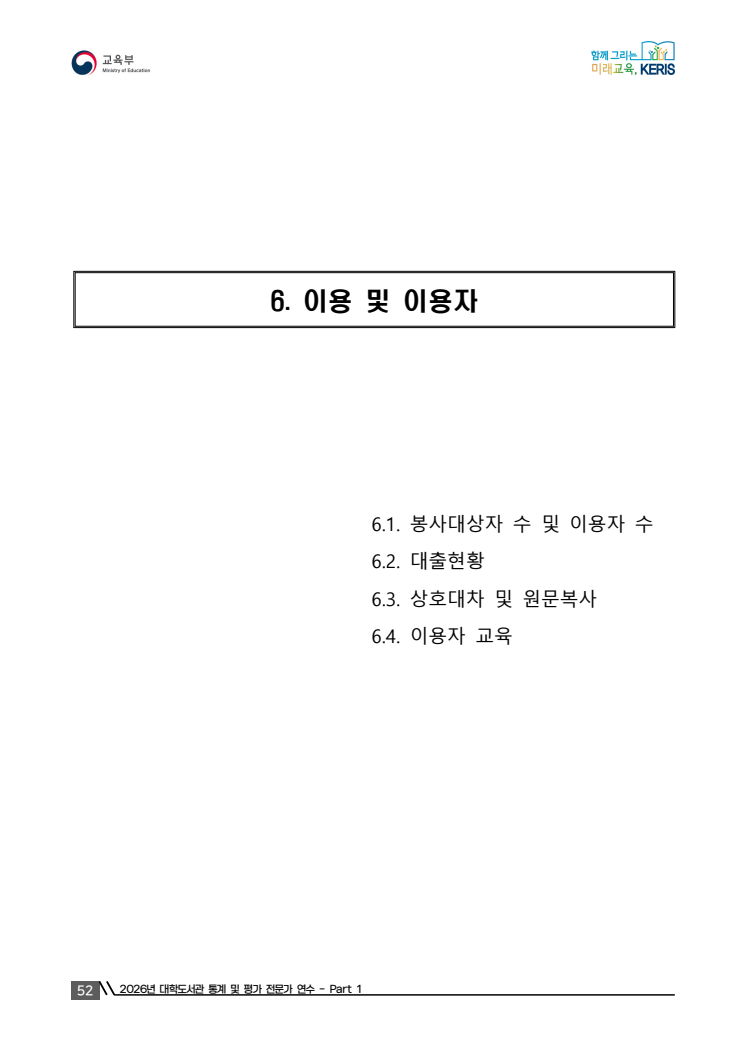 교육부
Ministry of Education
함께 그리는
미래교육, KERIS
6. 이용 및 이용자
6.1. 봉사대상자 수 및 이용자 수
6.2. 대출현황
6.3. 상호대차 및 원문복사
6.4. 이용자 교육
52 2026년 대학도서관 통계 및 평가 전문가 연수 - Part 1